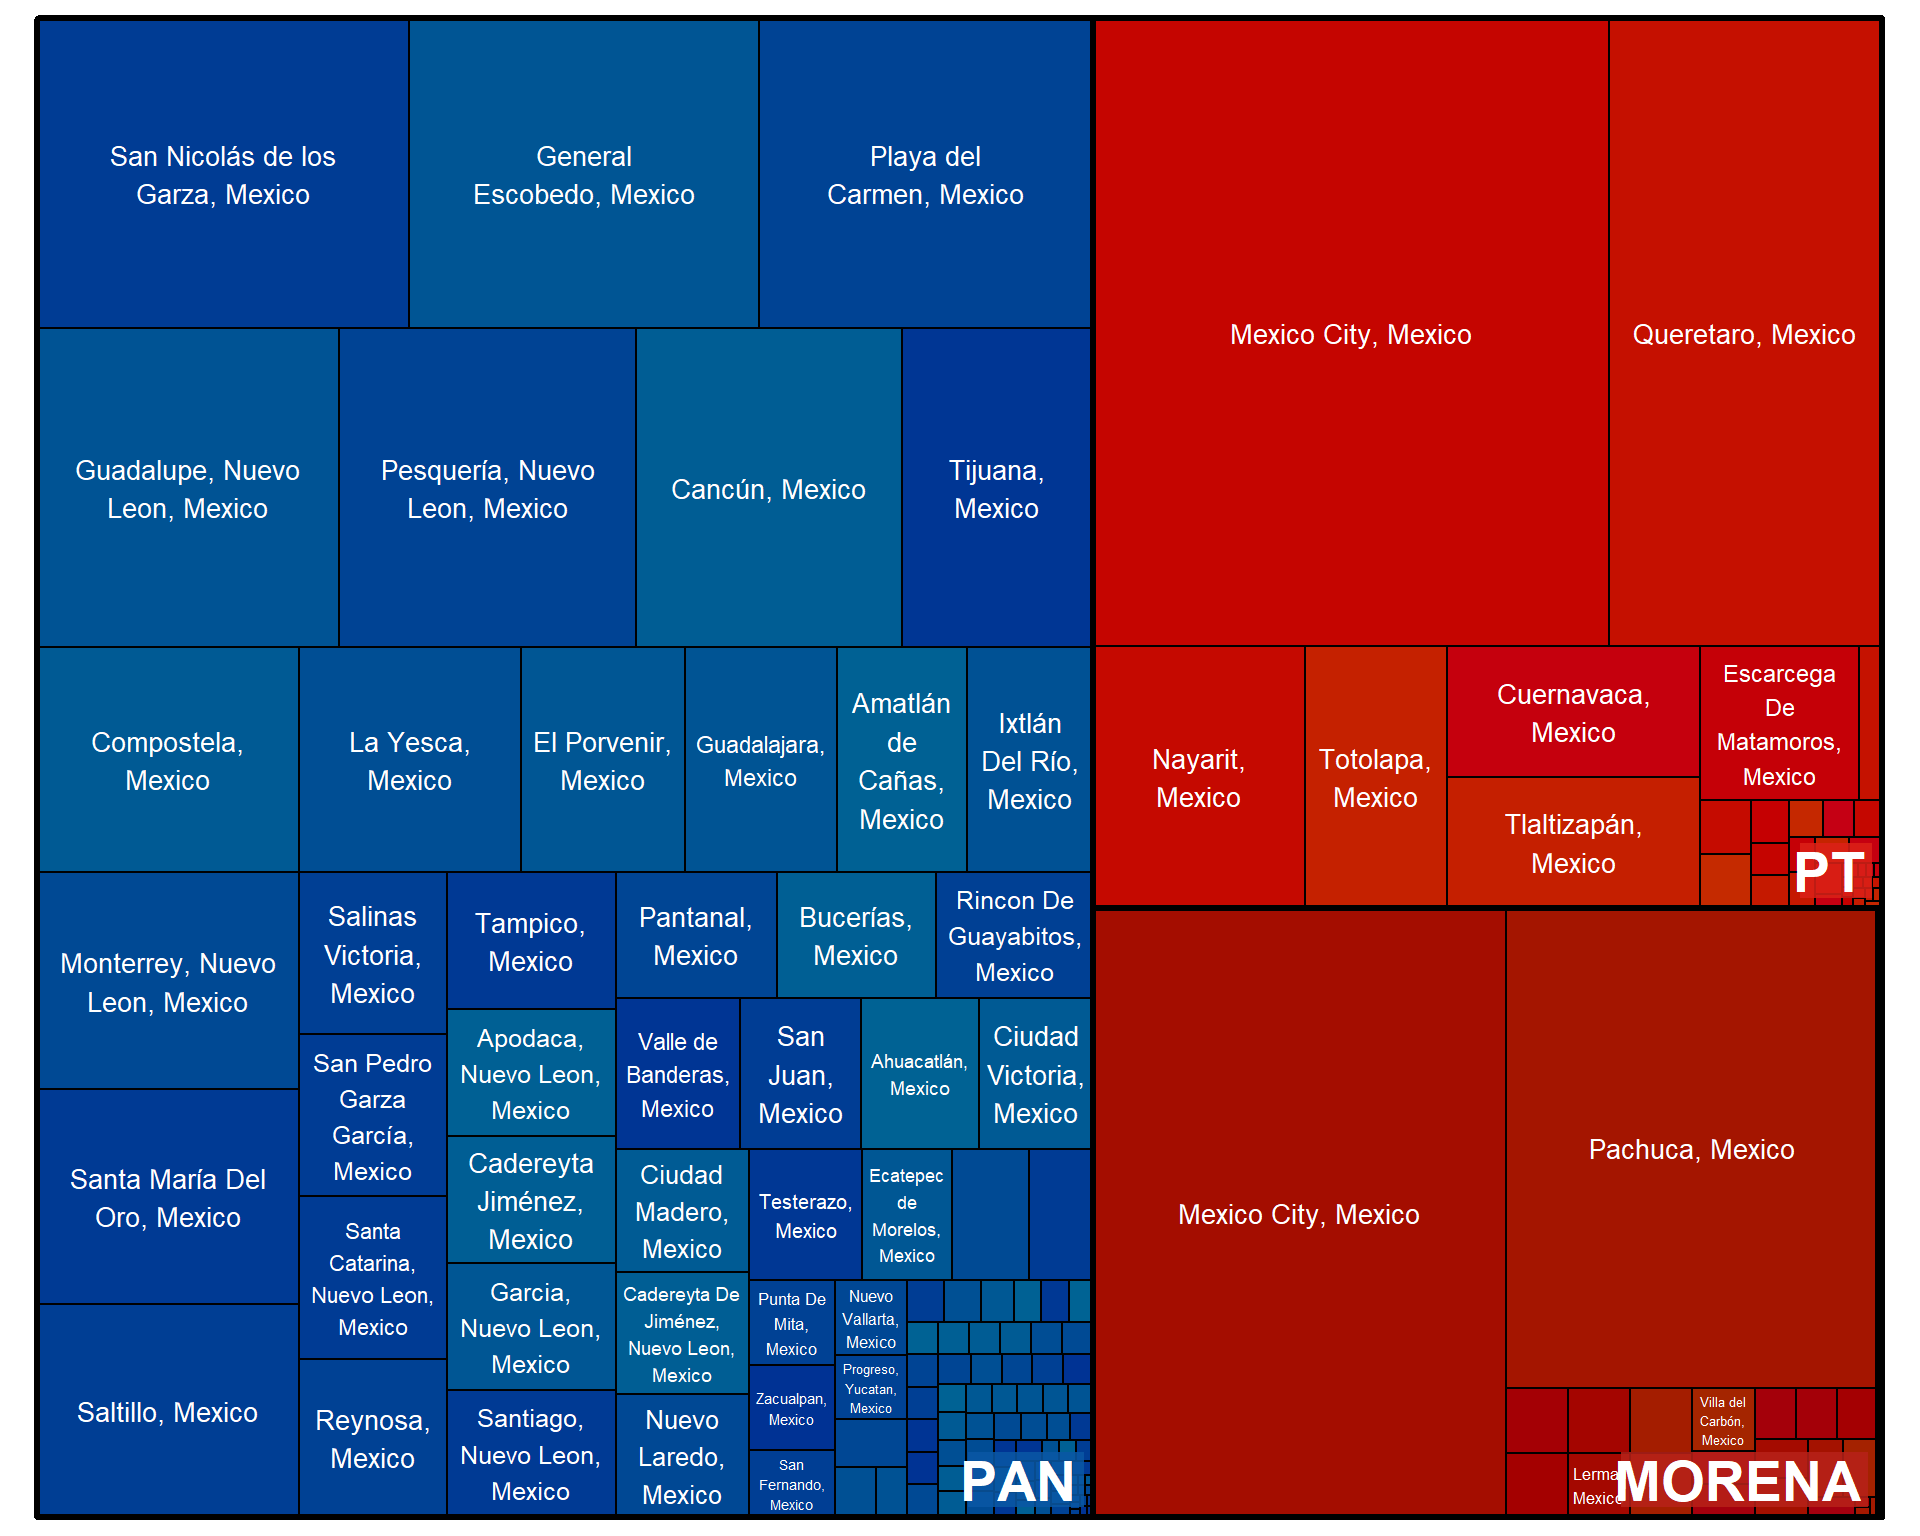 San Nicolás de los
Garza, Mexico
General
Escobedo, Mexico
Playa del
Carmen, Mexico
Guadalupe, Nuevo
Leon, Mexico
Pesquería, Nuevo
Leon, Mexico
Cancún, Mexico
Tijuana,
Mexico
Compostela,
Mexico
La Yesca,
Mexico
El Porvenir,
Mexico
Guadalajara,
Mexico
Amatlán
de
Cañas,
Mexico
Ixtlán
Del Río,
Mexico
Monterrey, Nuevo
Leon, Mexico
Santa María Del
Oro, Mexico
Saltillo, Mexico
Salinas
Victoria,
Mexico
San Pedro
Garza
García,
Mexico
Santa
Catarina,
Nuevo Leon,
Mexico
Reynosa,
Mexico
Tampico,
Mexico
Apodaca,
Nuevo Leon,
Mexico
Cadereyta
Jiménez,
Mexico
Garcia,
Nuevo Leon,
Mexico
Santiago,
Nuevo Leon,
Mexico
Pantanal,
Mexico
Bucerías,
Mexico
Rincon De
Guayabitos,
Mexico
Valle de
Banderas,
Mexico
San
Juan,
Mexico
Ahuacatlán,
Mexico
Ciudad
Victoria,
Mexico
Ciudad
Madero,
Mexico
Cadereyta De
Jiménez,
Nuevo Leon,
Mexico
Nuevo
Laredo,
Mexico
Testerazo,
Mexico
Ecatepec
de
Morelos,
Mexico
Punta De
Mita,
Mexico
Zacualpan,
Mexico
San
Fernando,
Mexico
Nuevo
Vallarta,
Mexico
Progreso,
Yucatan,
Mexico
PAN
Mexico City, Mexico
Queretaro, Mexico
Nayarit,
Mexico
Totolapa,
Mexico
Cuernavaca,
Mexico
Tlaltizapán,
Mexico
Escarcega
De
Matamoros,
Mexico
PT
Mexico City, Mexico
Pachuca, Mexico
Villa del
Carbón,
Mexico
Lerma
Mexico
MORENA